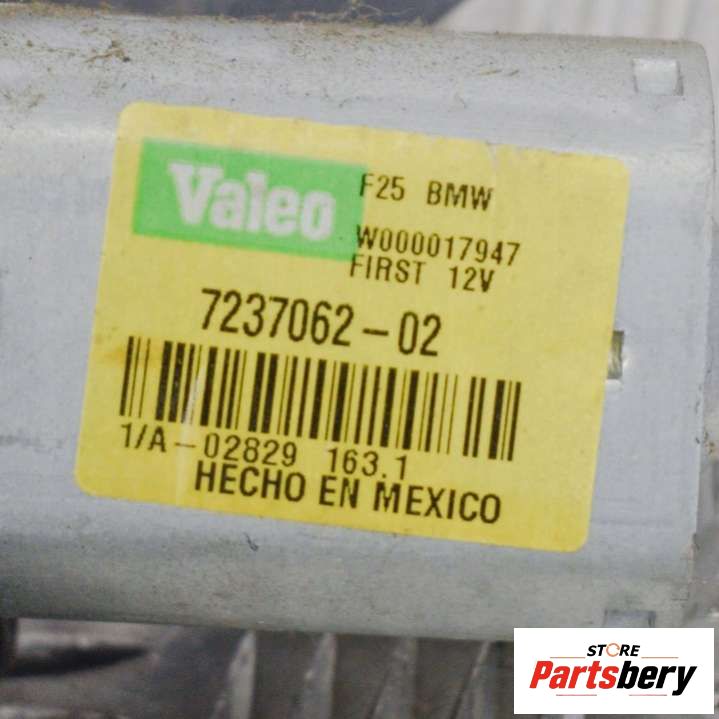 Valeo
F25 BMW
W000017947
FIRST 12V
7237062-02
1/A-02829 163.1
HECHO EN MEXICO
STORE
Partsbery